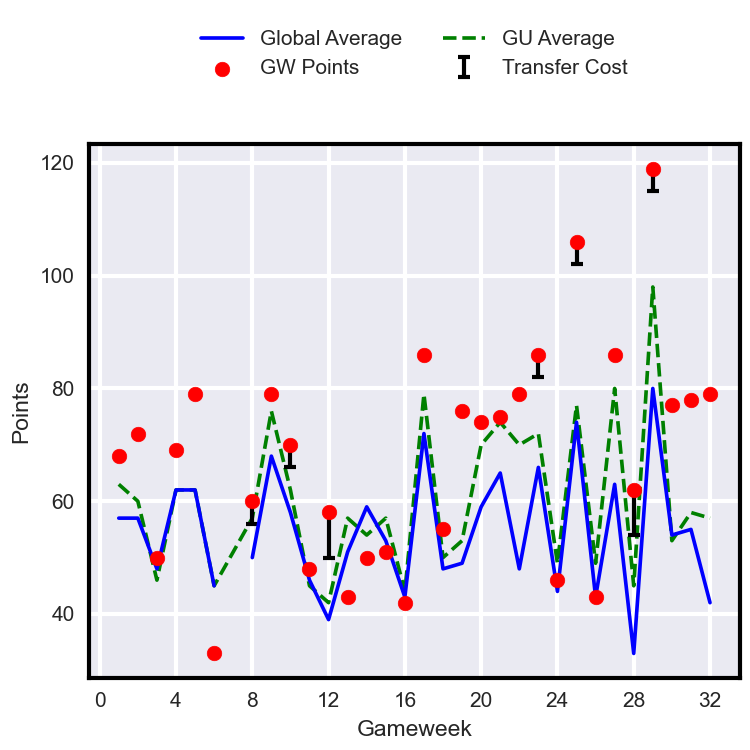 Global Average GU Average
GW Points Transfer Cost
120
100
80
60
40
Points
0 4 8 12 16 20 24 28 32
Gameweek